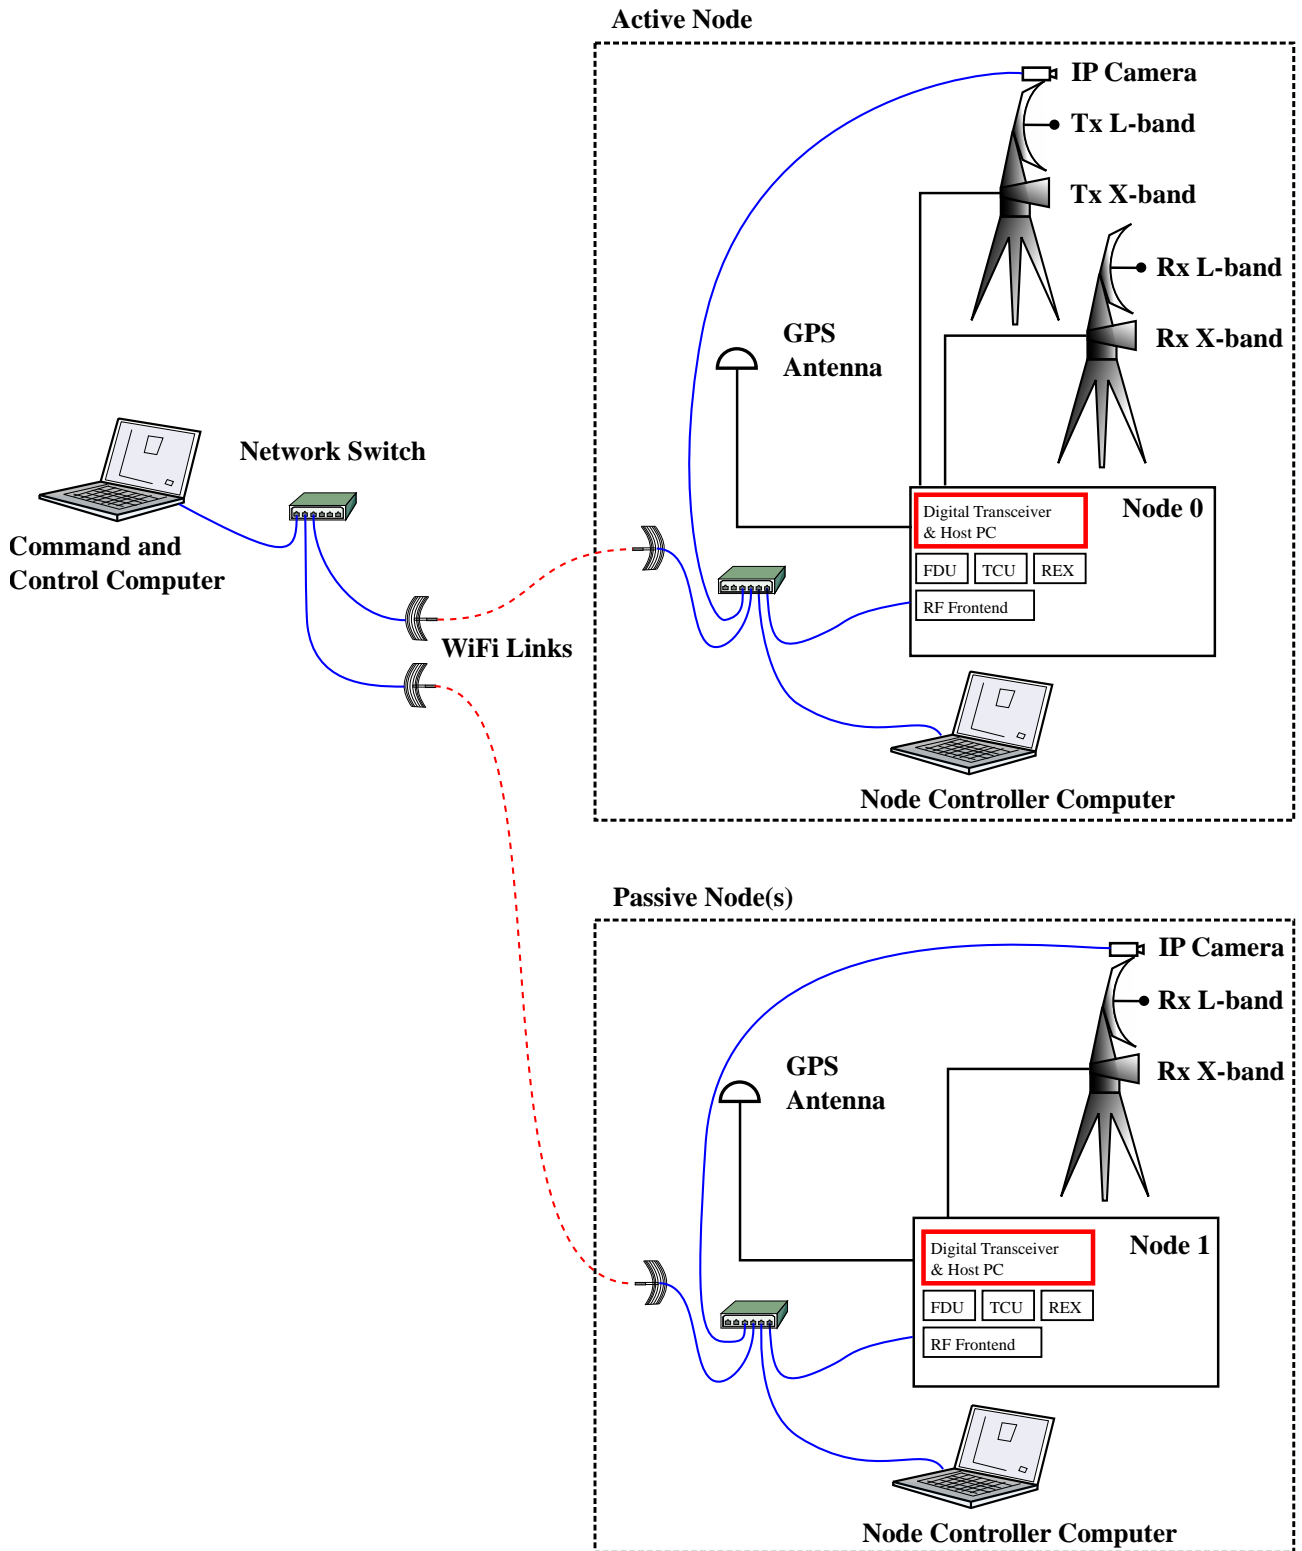 Active Node
IP Camera
Tx L-band
Tx X-band
Rx L-band
Rx X-band
GPS
Antenna
Network Switch
Command and
Control Computer
WiFi Links
Node 0
Digital Transceiver
& Host PC
FDU TCU REX
RF Frontend
Node Controller Computer
Passive Node(s)
IP Camera
Rx L-band
Rx X-band
GPS
Antenna
Node 1
Digital Transceiver
& Host PC
FDU TCU REX
RF Frontend
Node Controller Computer